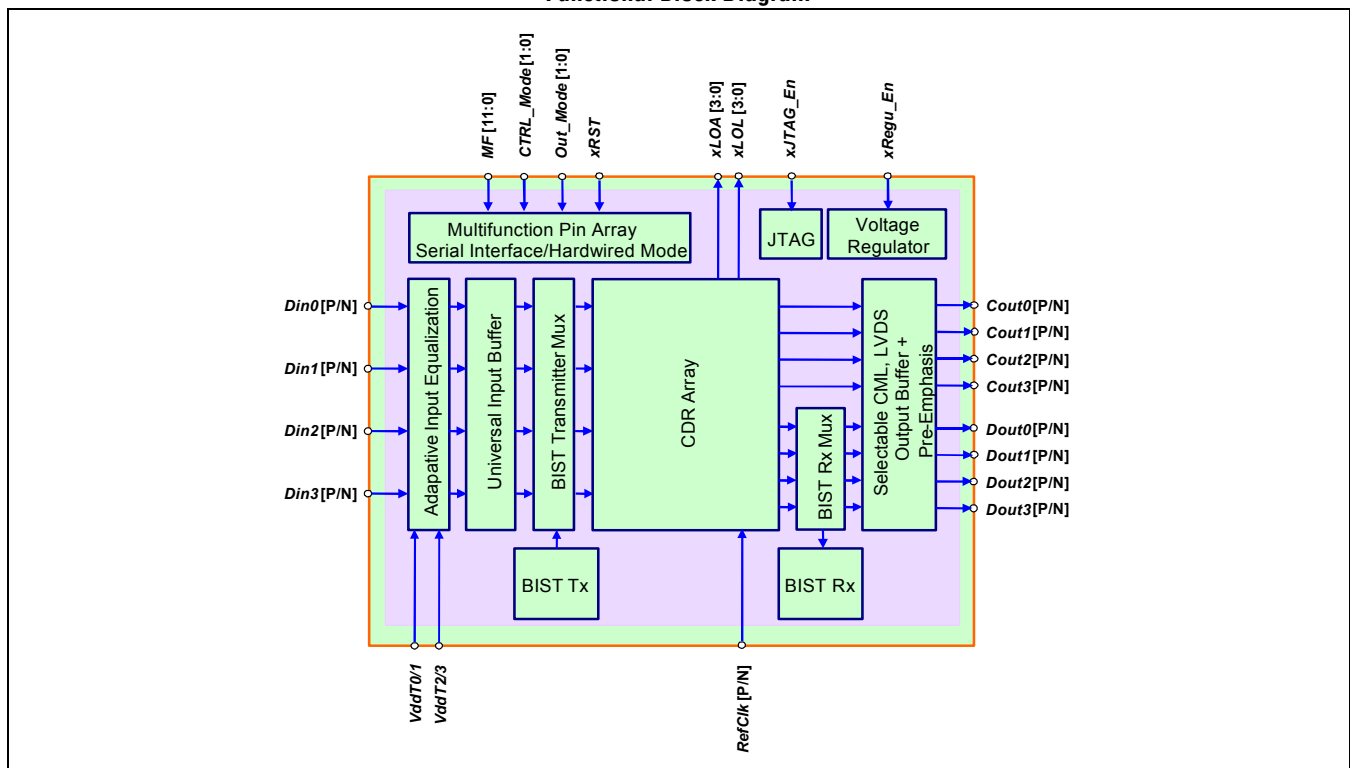 MF[11:0]
CTRL_Mode[1:0]
Out_Mode[1:0]
xRST
xLOA [3:0]
xLOL [3:0]
xJTAG_En
xRegu_En
Multifunction Pin Array
Serial Interface/Hardwired Mode
JTAG
Voltage
Regulator
Din0[P/N]
Din1[P/N]
Din2[P/N]
Din3[P/N]
Adapative Input Equalization
Universal Input Buffer
BIST Transmitter Mux
CDR Array
BIST Rx Mux
Selectable CML, LVDS
Output Buffer +
Pre-Emphasis
Cout0[P/N]
Cout1[P/N]
Cout2[P/N]
Cout3[P/N]
Dout0[P/N]
Dout1[P/N]
Dout2[P/N]
Dout3[P/N]
BIST Tx
BIST Rx
VddT0/1
VddT2/3
RefClk[P/N]